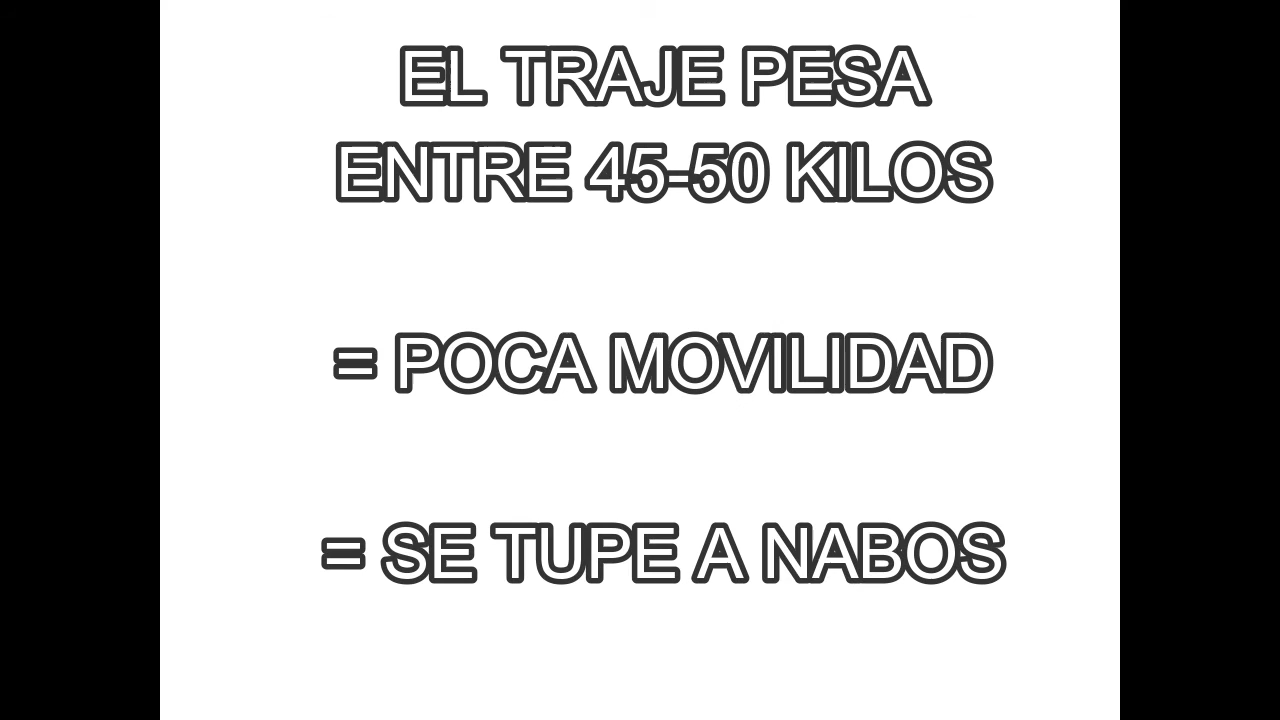 EL TRAJE PESA
ENTRE 45-50 KILOS
= POCA MOVILIDAD
= SE TUPE A NABOS